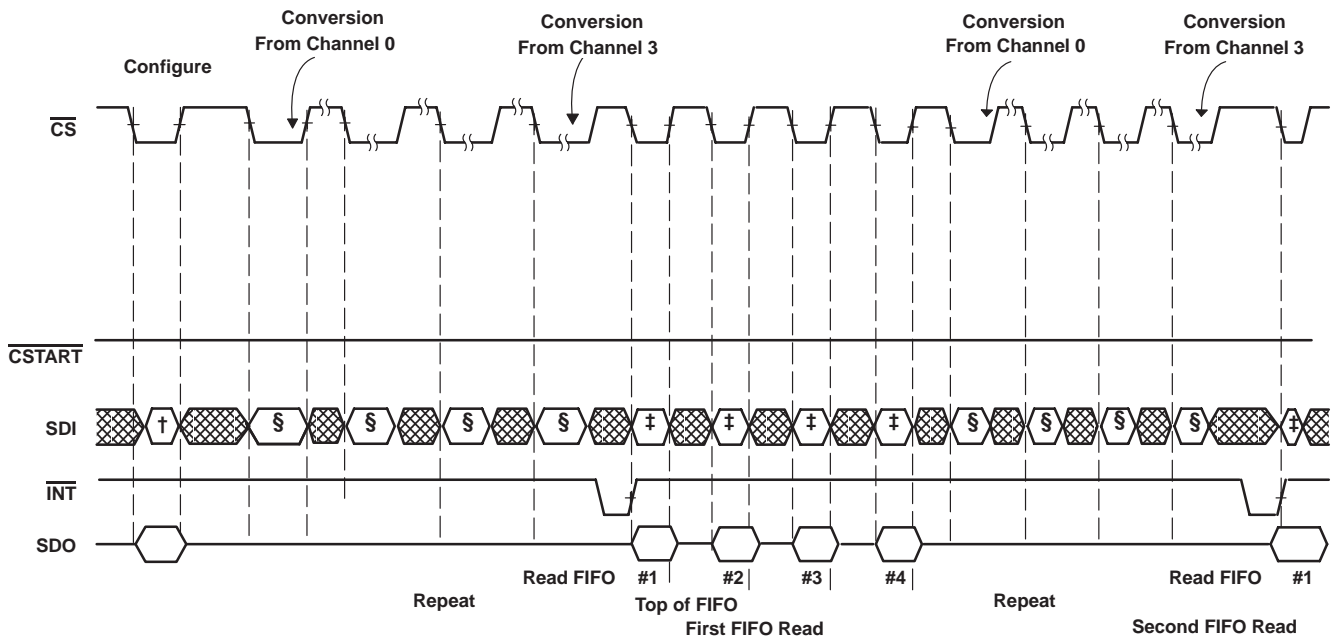 Conversion
From Channel 0
Conversion
From Channel 3
Conversion
From Channel 0
Conversion
From Channel 3
Configure
CS
CSTART
SDI
† § § § § ‡ ‡ ‡ ‡ § § § § ‡
INT
SDO
Read FIFO #1 #2 #3 #4 Read FIFO #1
Repeat Top of FIFO Repeat
First FIFO Read Second FIFO Read